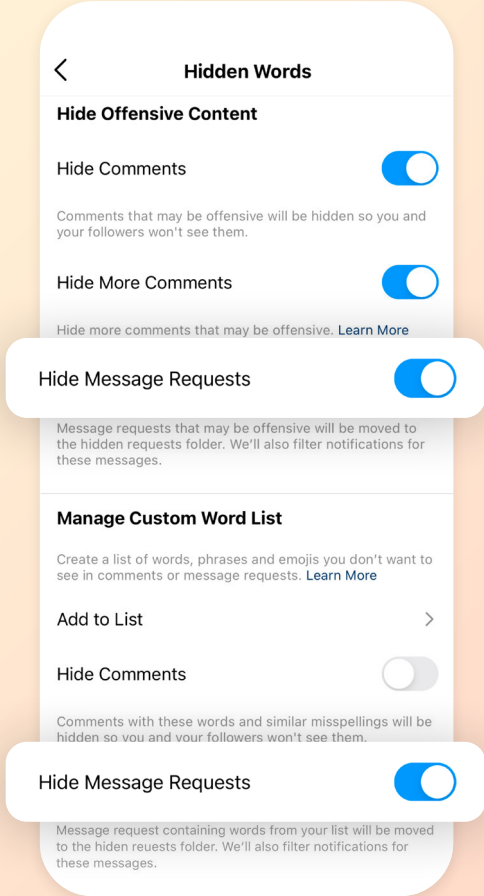 Hidden Words
Hide Offensive Content
Hide Comments
Comments that may be offensive will be hidden so you and
your followers won't see them.
Hide More Comments
Hide more comments that may be offensive. Learn More
Hide Message Requests
Message requests that may be offensive will be moved to
the hidden requests folder. We'll also filter notifications for
these messages.
Manage Custom Word List
Create a list of words, phrases and emojis you don't want to
see in comments or message requests. Learn More
Add to List
Hide Comments
Comments with these words and similar misspellings will be
hidden so you and your followers won't see them.
Hide Message Requests
Message request containing words from your list will be moved
to the hiden reuests folder. We'll also filter notifications for
these messages.